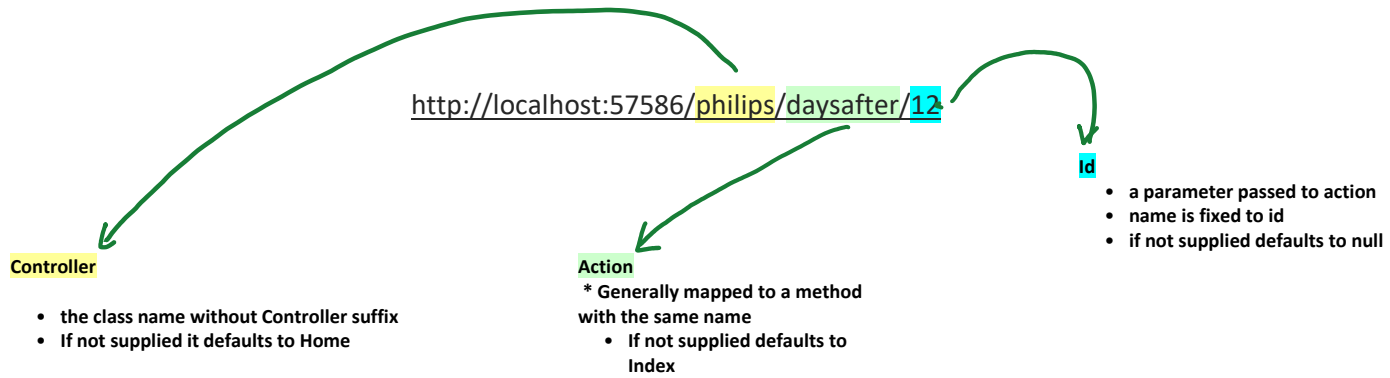 http://localhost:57586/philips/daysafter/12
Id
• a parameter passed to action
• name is fixed to id
• if not supplied defaults to null
Controller
• the class name without Controller suffix
• If not supplied it defaults to Home
Action
* Generally mapped to a method
with the same name
• If not supplied defaults to
Index